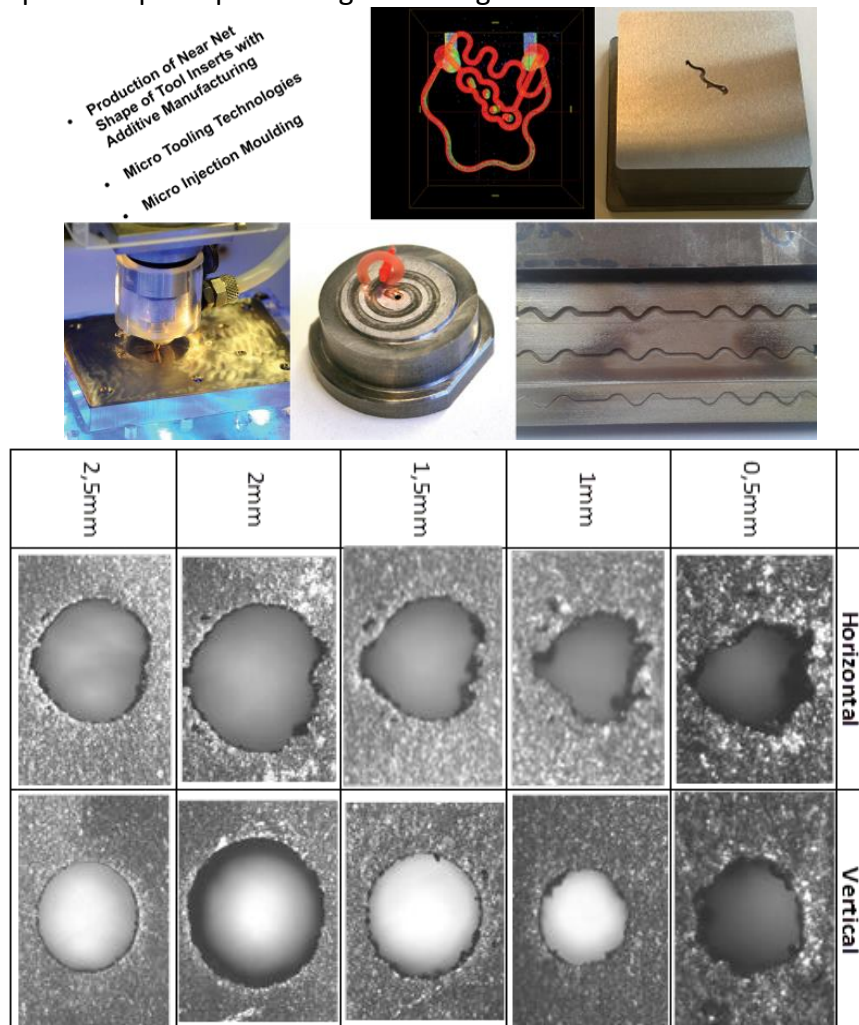 • Production of Near Net
Shape of Tool Inserts with
Additive Manufacturing
• Micro Tooling Technologies
• Micro Injection Moulding
2,5mm
2mm
1,5mm
1mm
0,5mm
Horizontal
Vertical